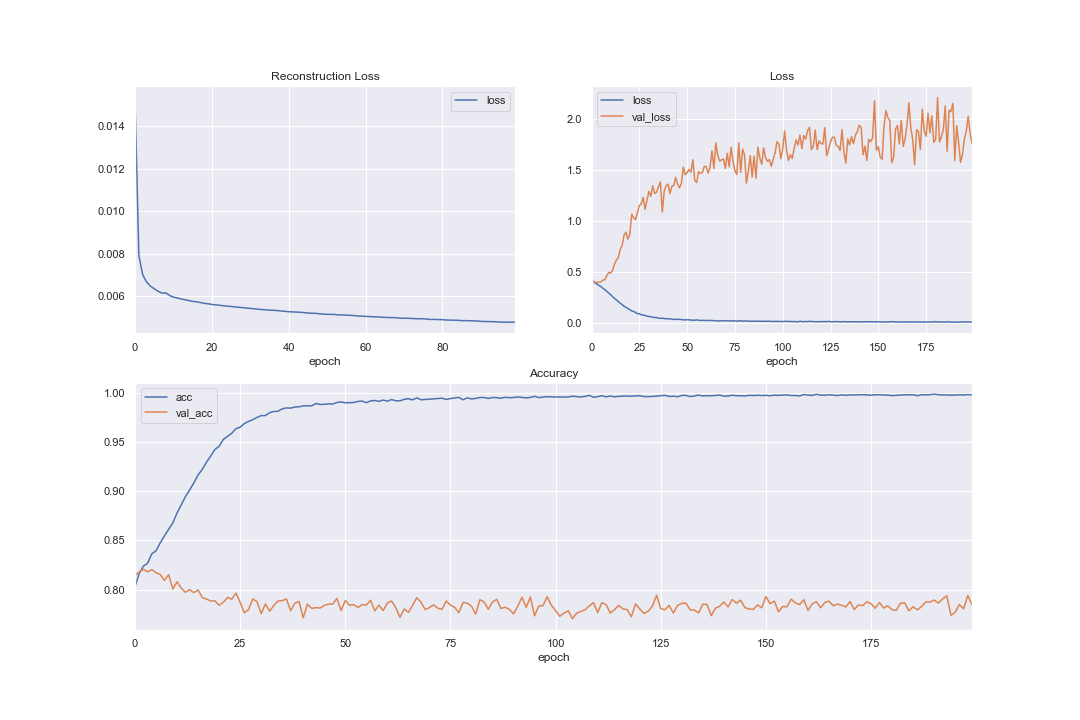 Reconstruction Loss
loss
0.014
0.012
0.010
0.008
0.006
0 20 40 60 80
epoch
Loss
loss
val_loss
2.0
1.5
1.0
0.5
0.0
0 25 50 75 100 125 150 175
epoch
Accuracy
acc
val_acc
1.00
0.95
0.90
0.85
0.80
0 25 50 75 100 125 150 175
epoch